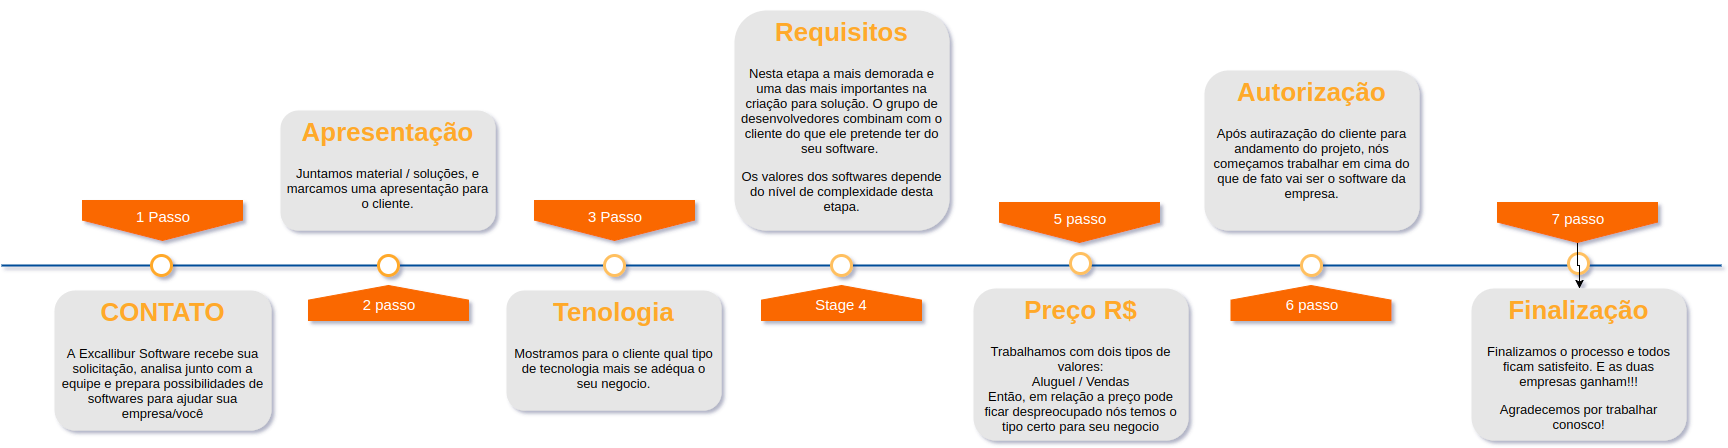 1 Passo
CONTATO
A Excallibur Software recebe sua
solicitação, analisa junto com a
equipe e prepara possibilidades de
softwares para ajudar sua
empresa/você
Apresentação
Juntamos material / soluções, e
marcamos uma apresentação para
o cliente.
2 passo
3 Passo
Tenologia
Mostramos para o cliente qual tipo
de tecnologia mais se adéqua o
seu negocio.
Requisitos
Nesta etapa a mais demorada e
uma das mais importantes na
criação para solução. O grupo de
desenvolvedores combinam com o
cliente do que ele pretende ter do
seu software.
Os valores dos softwares depende
do nível de complexidade desta
etapa.
Stage 4
5 passo
Preço R$
Trabalhamos com dois tipos de
valores:
Aluguel / Vendas
Então, em relação a preço pode
ficar despreocupado nós temos o
tipo certo para seu negocio
Autorização
Após autirazação do cliente para
andamento do projeto, nós
começamos trabalhar em cima do
que de fato vai ser o software da
empresa.
6 passo
7 passo
Finalização
Finalizamos o processo e todos
ficam satisfeito. E as duas
empresas ganham!!!
Agradecemos por trabalhar
conosco!